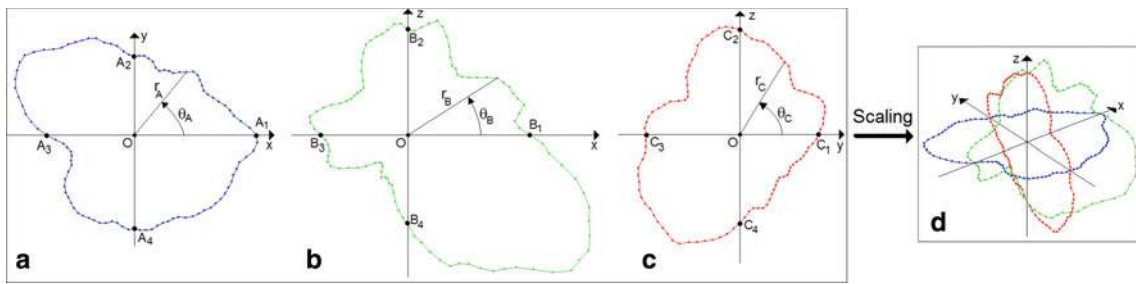 y
A2
rA
θA
A1
A3
O
x
A4
a
z
B2
rB
θB
B1
B3
O
x
B4
b
z
C2
rC
θC
C3
O
C1
y
C4
c
Scaling
z
y
x
d